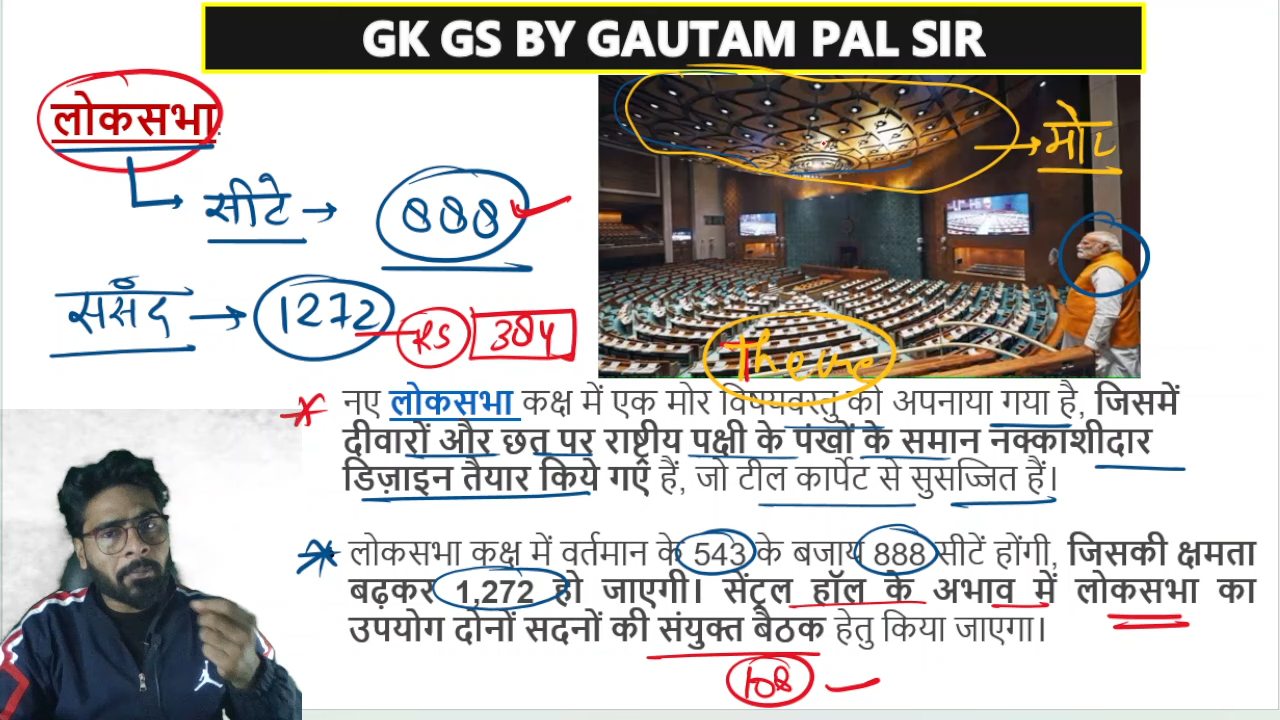 GK GS BY GAUTAM PAL SIR
लोकसभा
मोर
सीटे → 888
संसद → 1272
RS 384
Theme
नए लोकसभा कक्ष में एक मोर विषयवस्तु को अपनाया गया है, जिसमें
दीवारों और छत पर राष्ट्रीय पक्षी के पंखों के समान नक्काशीदार
डिज़ाइन तैयार किये गए हैं, जो टील कार्पेट से सुसज्जित हैं।
लोकसभा कक्ष में वर्तमान के 543 के बजाय 888 सीटें होंगी, जिसकी क्षमता
बढ़कर 1,272 हो जाएगी। सेंट्रल हॉल के अभाव में लोकसभा का
उपयोग दोनों सदनों की संयुक्त बैठक हेतु किया जाएगा।
108